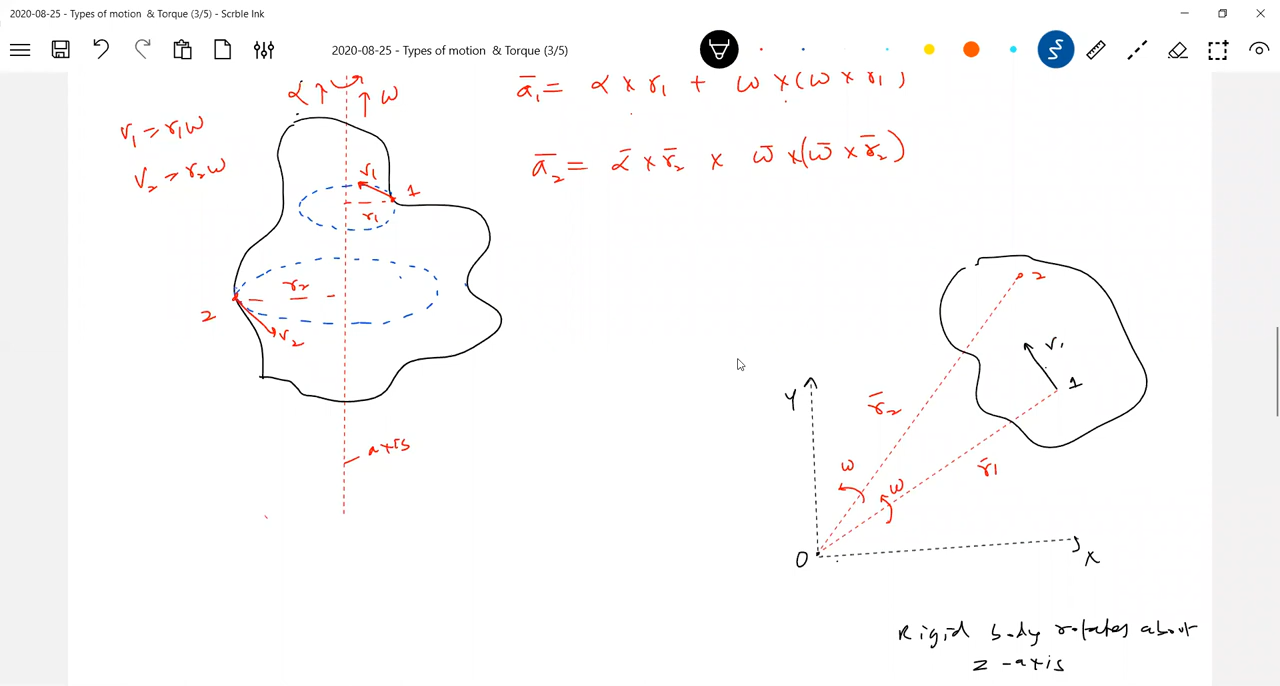 2020-08-25 - Types of motion & Torque (3/5) - Scrble Ink
2020-08-25 - Types of motion & Torque (3/5)
α ω
a̅₁ = α × r₁ + ω × (ω × r₁)
v₁ = r₁ω
a̅₂ = α̅ × r̅₂ × ω̅ × (ω̅ × r̅₂)
v₂ = r₂ω
v₁ 1
r₁
r₂
2
v₂
2
v₁
1
Y
r̅₂
axis
r̅₁
ω
ω
O
X
Rigid body rotates about
z-axis